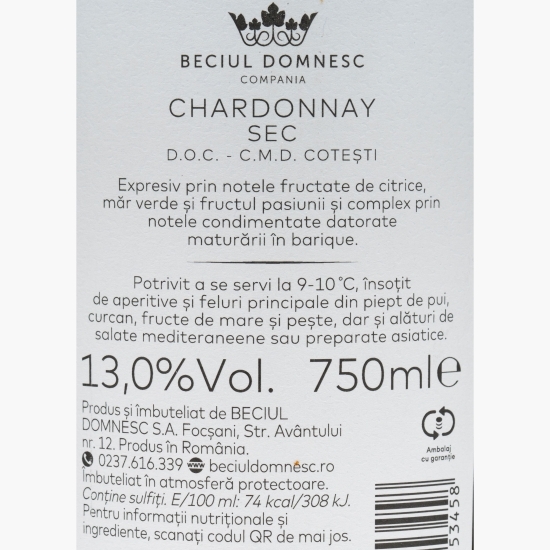 BECIUL DOMNESC
COMPANIA
CHARDONNAY
SEC
D.O.C. - C.M.D. COTEȘTI
Expresiv prin notele fructate de citrice,
măr verde și fructul pasiunii și complex prin
notele condimentate datorate
maturării în barique.
Potrivit a se servi la 9-10°C, însoțit
de aperitive și feluri principale din piept de pui,
curcan, fructe de mare și pește, dar și alături de
salate mediteraneene sau preparate asiatice.
13,0%Vol. 750ml e
Produs și îmbuteliat de BECIUL
DOMNESC S.A. Focșani, Str. Avântului
nr. 12. Produs în România.
0237.616.339 beciuldomnesc.ro
Îmbuteliat în atmosferă protectoare.
Conține sulfiți. E/100 ml: 74 kcal/308 kJ.
Pentru informații nutriționale și
ingrediente, scanați codul QR de mai jos.
Ambalaj
cu garanție
53458